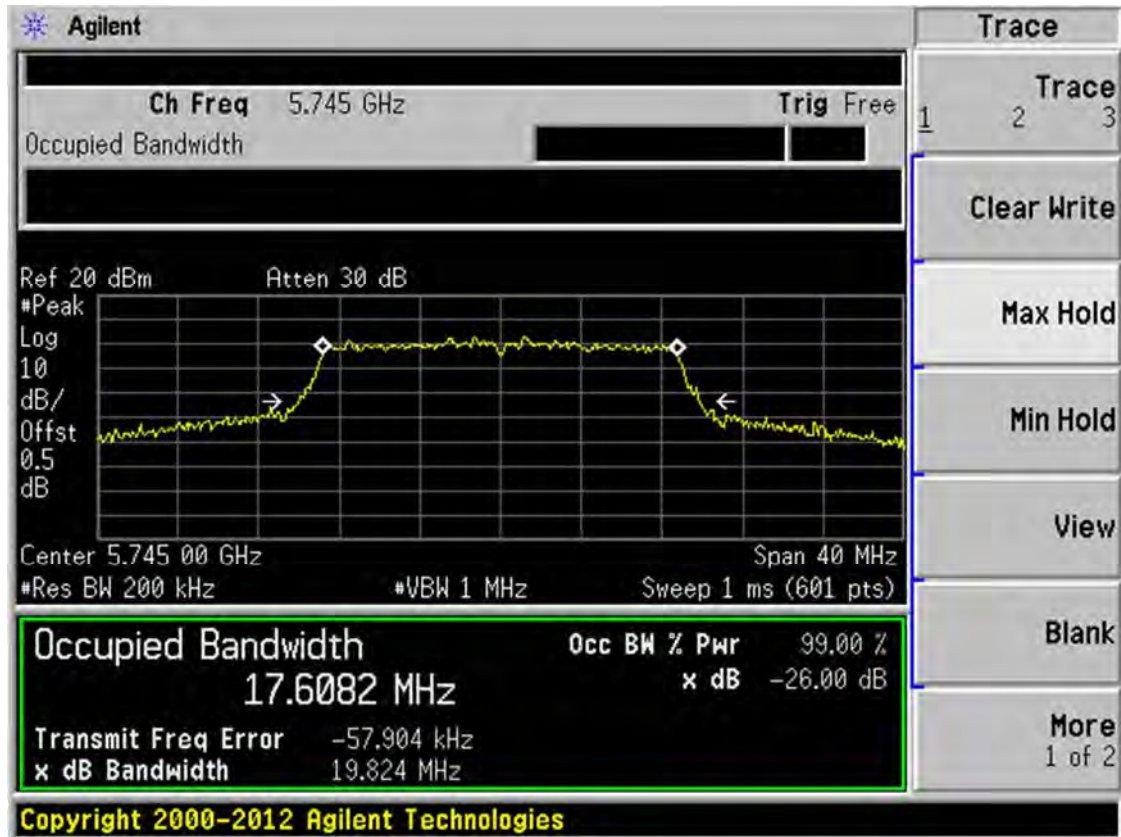 Agilent
Trace
Ch Freq 5.745 GHz Trig Free
Occupied Bandwidth
Trace
1 2 3
Clear Write
Max Hold
Min Hold
View
Blank
More
1 of 2
Ref 20 dBm Atten 30 dB
#Peak
Log
10
dB/
Offst
0.5
dB
Center 5.745 00 GHz Span 40 MHz
#Res BW 200 kHz #VBW 1 MHz Sweep 1 ms (601 pts)
Occupied Bandwidth
17.6082 MHz
Occ BW % Pwr 99.00 %
x dB -26.00 dB
Transmit Freq Error -57.904 kHz
x dB Bandwidth 19.824 MHz
Copyright 2000-2012 Agilent Technologies